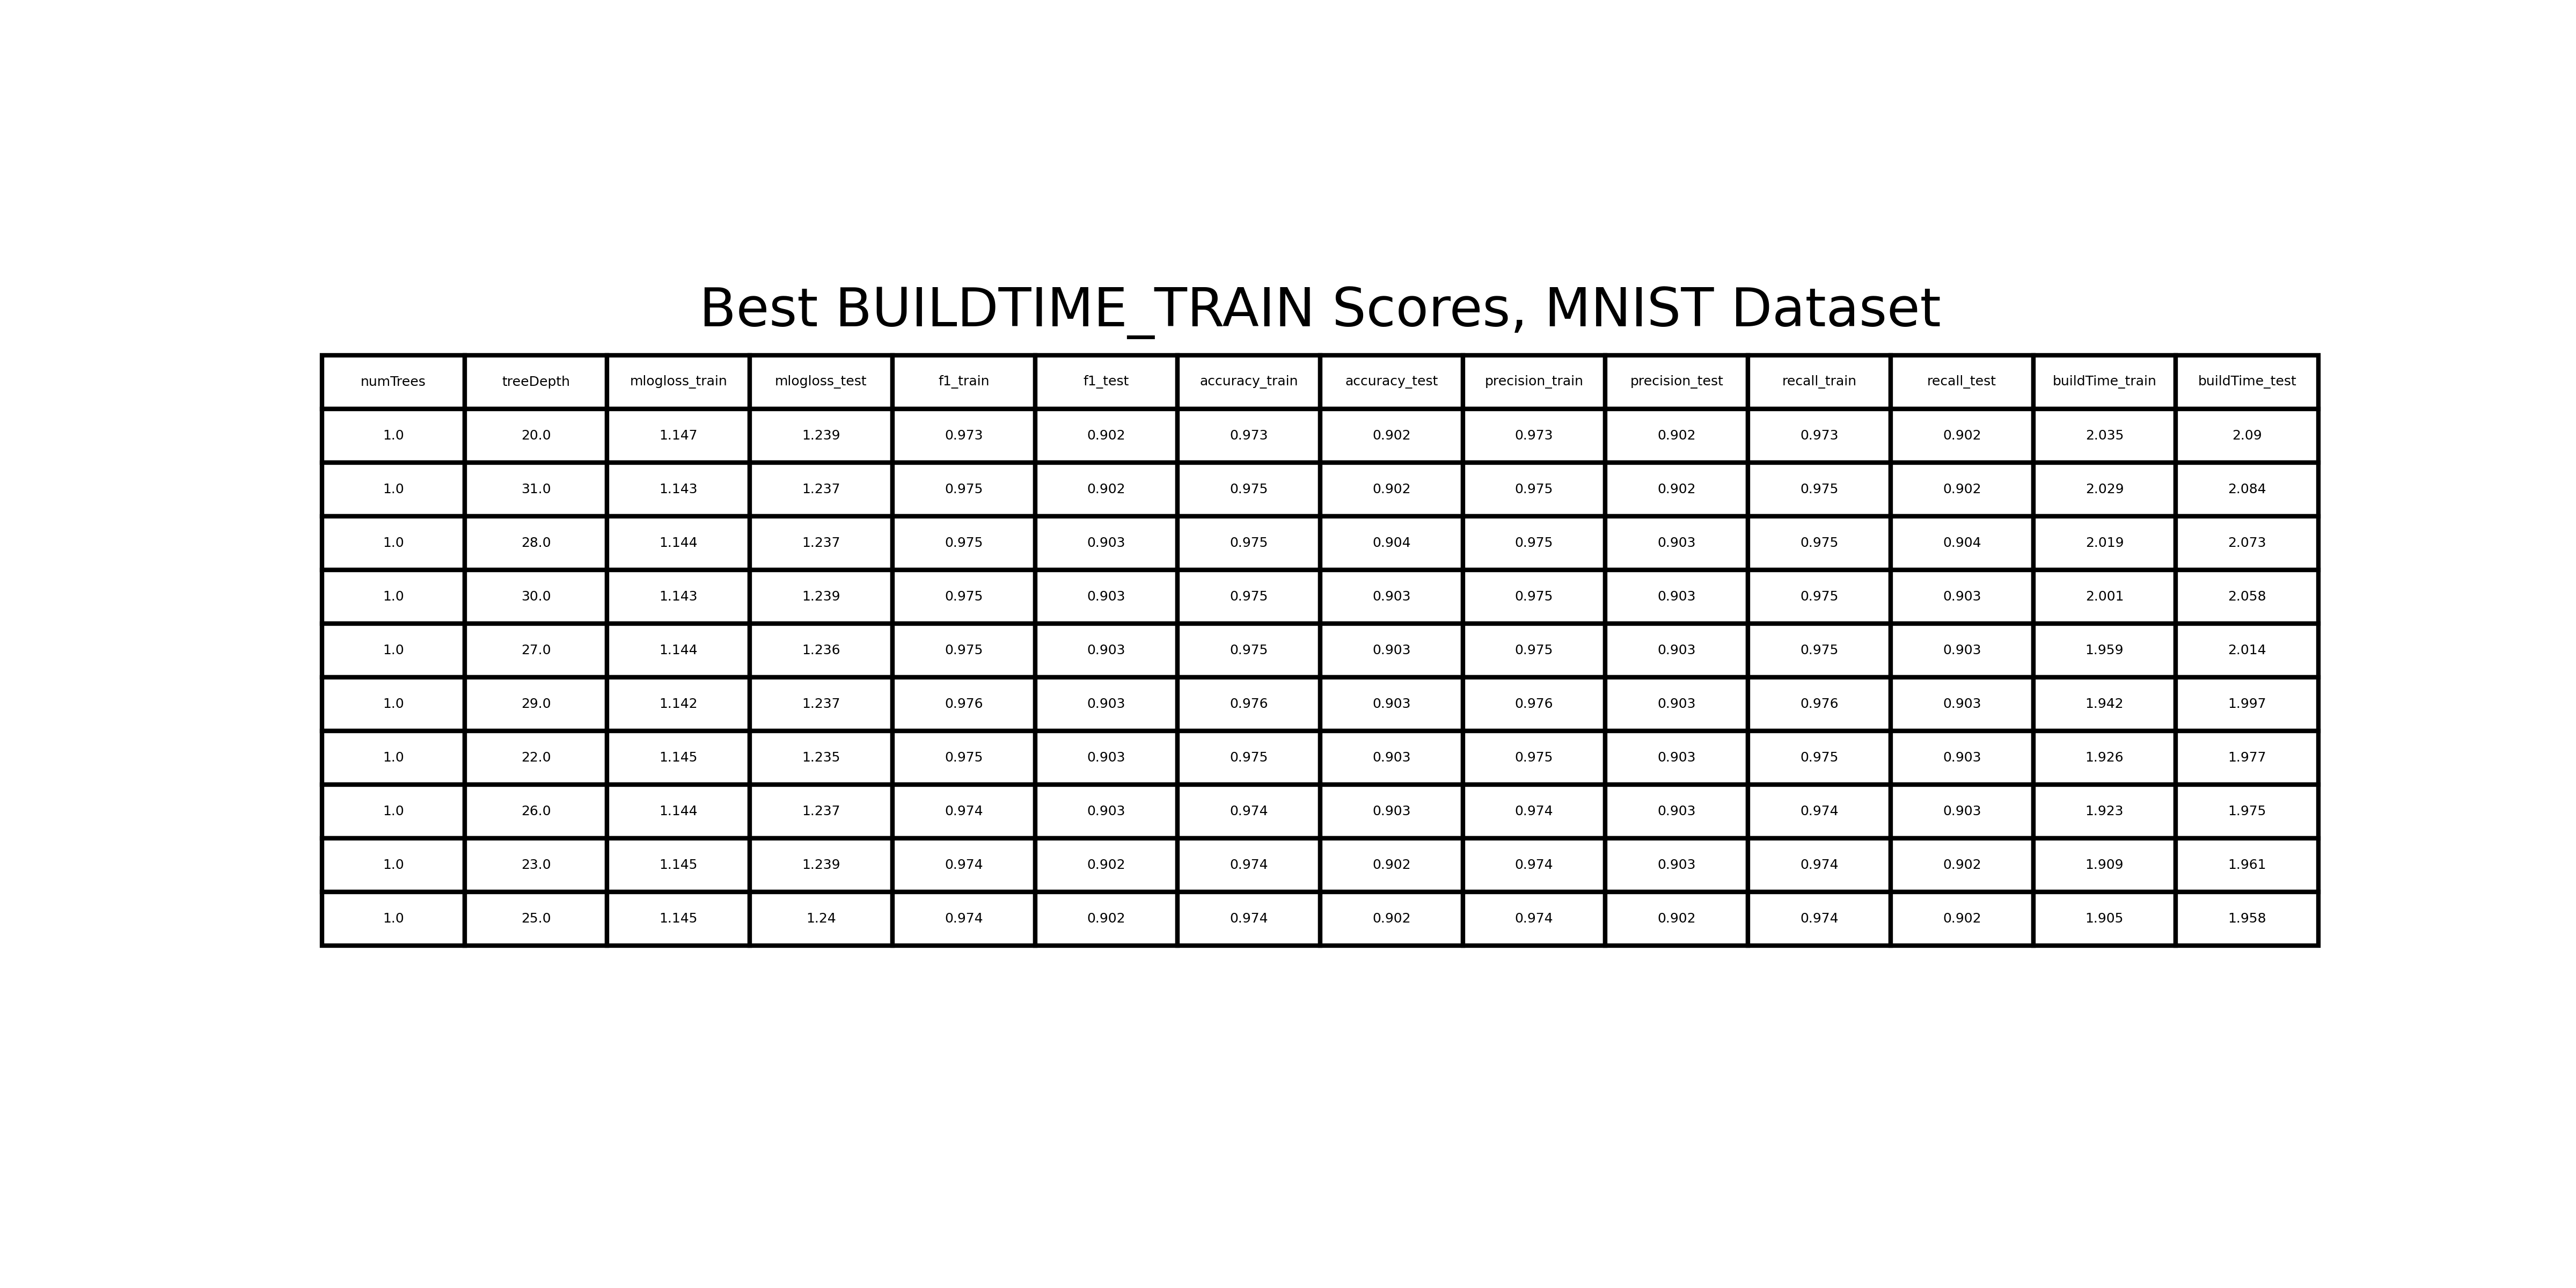 Best BUILDTIME_TRAIN Scores, MNIST Dataset
numTrees treeDepth mlogloss_train mlogloss_test f1_train f1_test accuracy_train accuracy_test precision_train precision_test recall_train recall_test buildTime_train buildTime_test
1.0 20.0 1.147 1.239 0.973 0.902 0.973 0.902 0.973 0.902 0.973 0.902 2.035 2.09
1.0 31.0 1.143 1.237 0.975 0.902 0.975 0.902 0.975 0.902 0.975 0.902 2.029 2.084
1.0 28.0 1.144 1.237 0.975 0.903 0.975 0.904 0.975 0.903 0.975 0.904 2.019 2.073
1.0 30.0 1.143 1.239 0.975 0.903 0.975 0.903 0.975 0.903 0.975 0.903 2.001 2.058
1.0 27.0 1.144 1.236 0.975 0.903 0.975 0.903 0.975 0.903 0.975 0.903 1.959 2.014
1.0 29.0 1.142 1.237 0.976 0.903 0.976 0.903 0.976 0.903 0.976 0.903 1.942 1.997
1.0 22.0 1.145 1.235 0.975 0.903 0.975 0.903 0.975 0.903 0.975 0.903 1.926 1.977
1.0 26.0 1.144 1.237 0.974 0.903 0.974 0.903 0.974 0.903 0.974 0.903 1.923 1.975
1.0 23.0 1.145 1.239 0.974 0.902 0.974 0.902 0.974 0.903 0.974 0.902 1.909 1.961
1.0 25.0 1.145 1.24 0.974 0.902 0.974 0.902 0.974 0.902 0.974 0.902 1.905 1.958